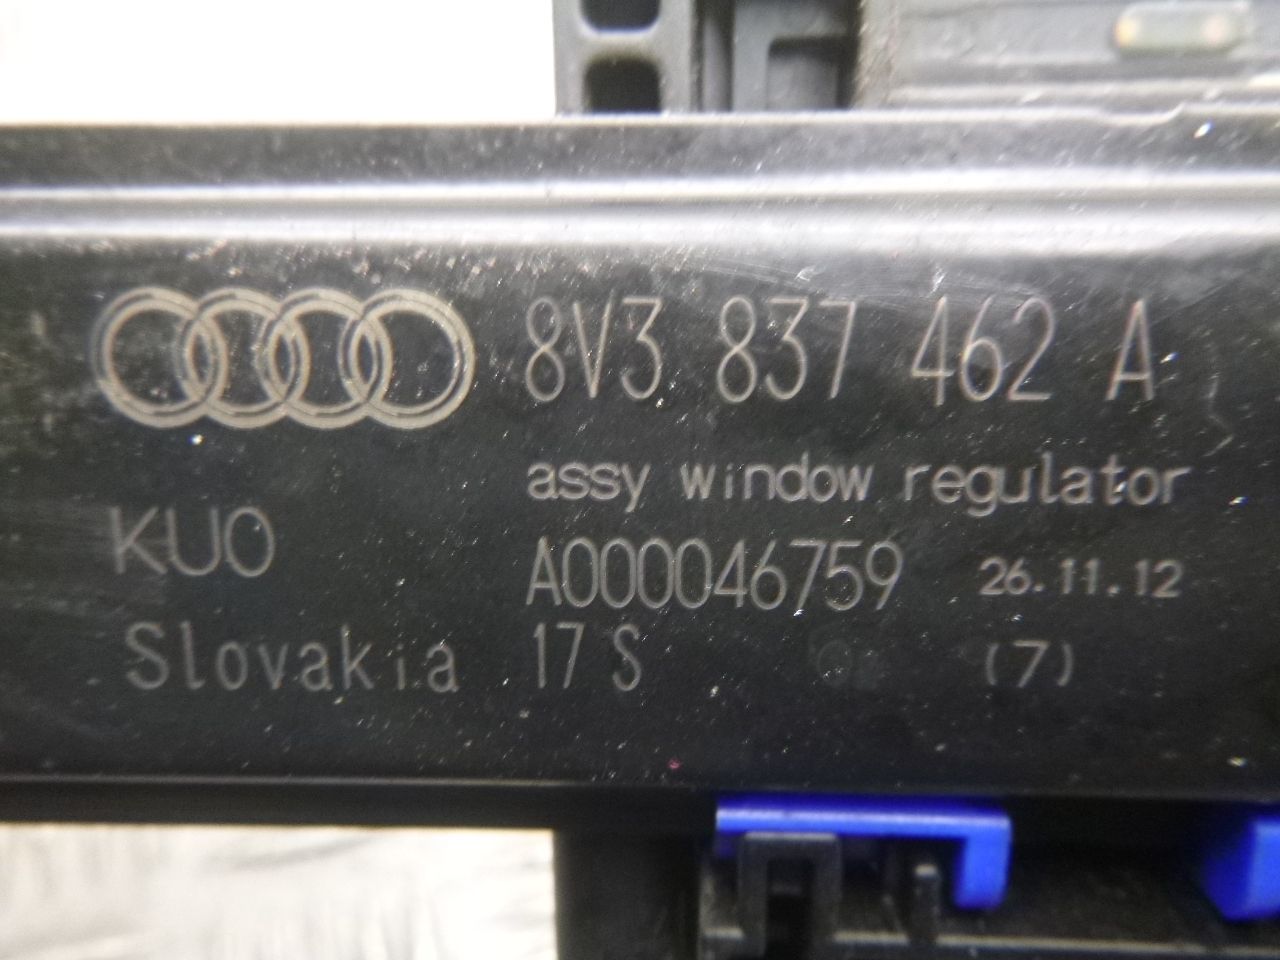 8V3 837 462 A
assy window regulator
KUO
A000046759 26.11.12
Slovakia 17 S (7)